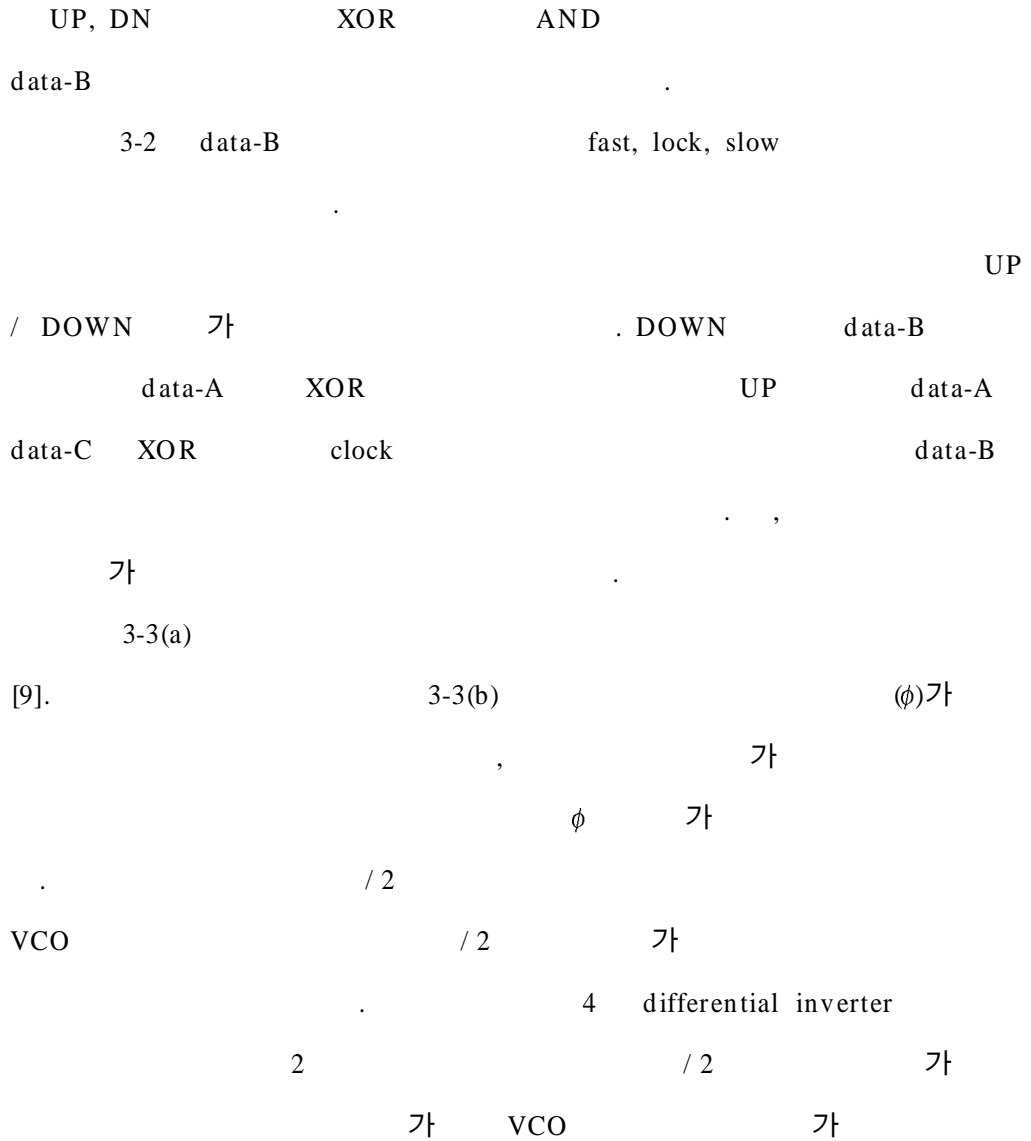 UP, DN XOR AND
data-B .
3-2 data-B fast, lock, slow
.
UP
/ DOWN 가 . DOWN data-B
data-A XOR UP data-A
data-C XOR clock data-B
. ,
가 .
3-3(a)
[9]. 3-3(b) (ϕ)가
, 가
ϕ 가
. / 2
VCO / 2 가
. 4 differential inverter
2 / 2 가
가 VCO 가